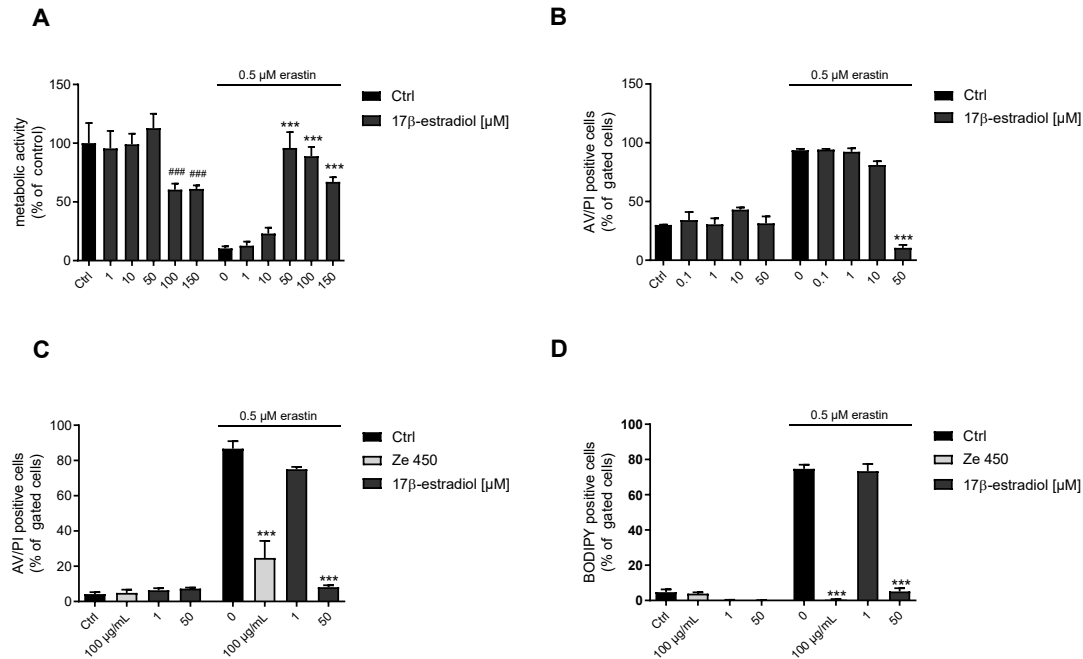 A
0.5 µM erastin
metabolic activity
(% of control)
150
100
50
0
###
###
***
***
***
Ctrl
1
10
50
100
150
0
1
10
50
100
150
Ctrl
17β-estradiol [µM]
B
0.5 µM erastin
AV/PI positive cells
(% of gated cells)
150
100
50
0
***
Ctrl
0.1
1
10
50
0
0.1
1
10
50
Ctrl
17β-estradiol [µM]
C
0.5 µM erastin
AV/PI positive cells
(% of gated cells)
100
80
60
40
20
0
***
***
Ctrl
100 µg/mL
1
50
0
100 µg/mL
1
50
Ctrl
Ze 450
17β-estradiol [µM]
D
0.5 µM erastin
BODIPY positive cells
(% of gated cells)
100
80
60
40
20
0
***
***
Ctrl
100 µg/mL
1
50
0
100 µg/mL
1
50
Ctrl
Ze 450
17β-estradiol [µM]